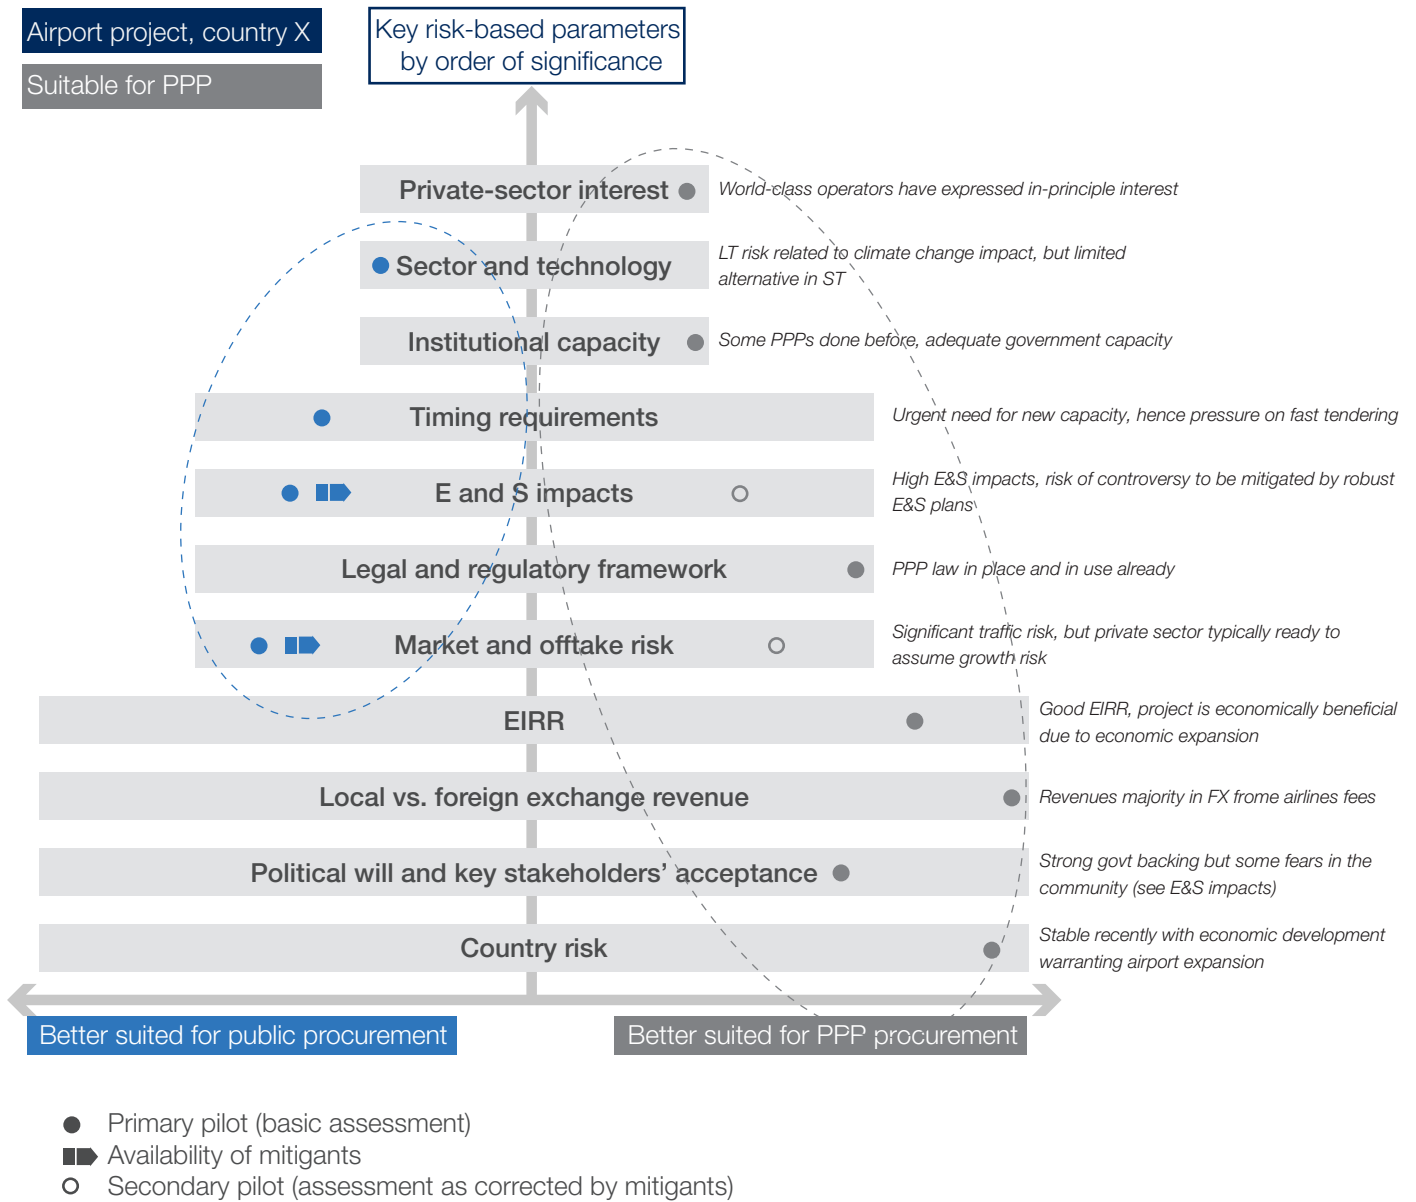 Airport project, country X
Suitable for PPP
Key risk-based parameters
by order of significance
Private-sector interest
World-class operators have expressed in-principle interest
Sector and technology
LT risk related to climate change impact, but limited
alternative in ST
Institutional capacity
Some PPPs done before, adequate government capacity
Timing requirements
Urgent need for new capacity, hence pressure on fast tendering
E and S impacts
High E&S impacts, risk of controversy to be mitigated by robust
E&S plans
Legal and regulatory framework
PPP law in place and in use already
Market and offtake risk
Significant traffic risk, but private sector typically ready to
assume growth risk
EIRR
Good EIRR, project is economically beneficial
due to economic expansion
Local vs. foreign exchange revenue
Revenues majority in FX frome airlines fees
Political will and key stakeholders' acceptance
Strong govt backing but some fears in the
community (see E&S impacts)
Country risk
Stable recently with economic development
warranting airport expansion
Better suited for public procurement
Better suited for PPP procurement
Primary pilot (basic assessment)
Availability of mitigants
Secondary pilot (assessment as corrected by mitigants)